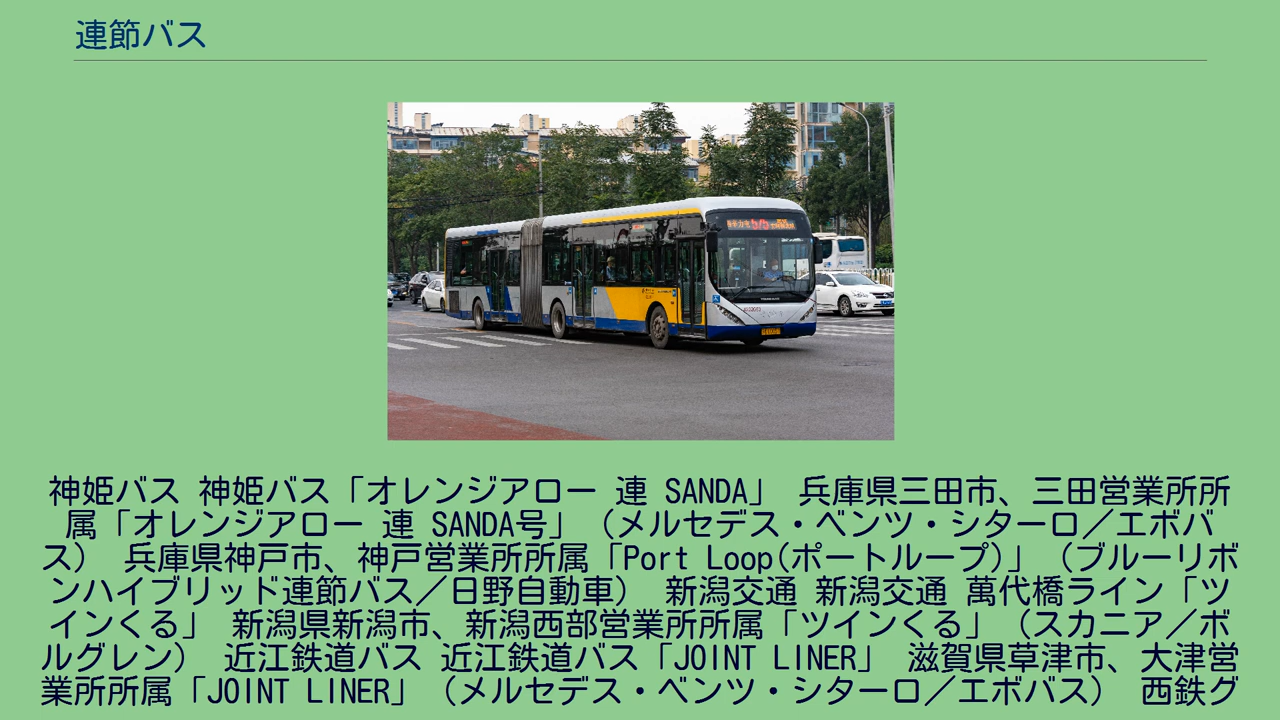 連節バス
575
神姫バス 神姫バス「オレンジアロー 連 SANDA」 兵庫県三田市、三田営業所所
属「オレンジアロー 連 SANDA号」（メルセデス・ベンツ・シターロ／エボバ
ス） 兵庫県神戸市、神戸営業所所属「Port Loop(ポートループ)」（ブルーリボ
ンハイブリッド連節バス／日野自動車） 新潟交通 新潟交通 萬代橋ライン「ツ
インくる」 新潟県新潟市、新潟西部営業所所属「ツインくる」（スカニア／ボ
ルグレン） 近江鉄道バス 近江鉄道バス「JOINT LINER」 滋賀県草津市、大津営
業所所属「JOINT LINER」（メルセデス・ベンツ・シターロ／エボバス） 西鉄グ